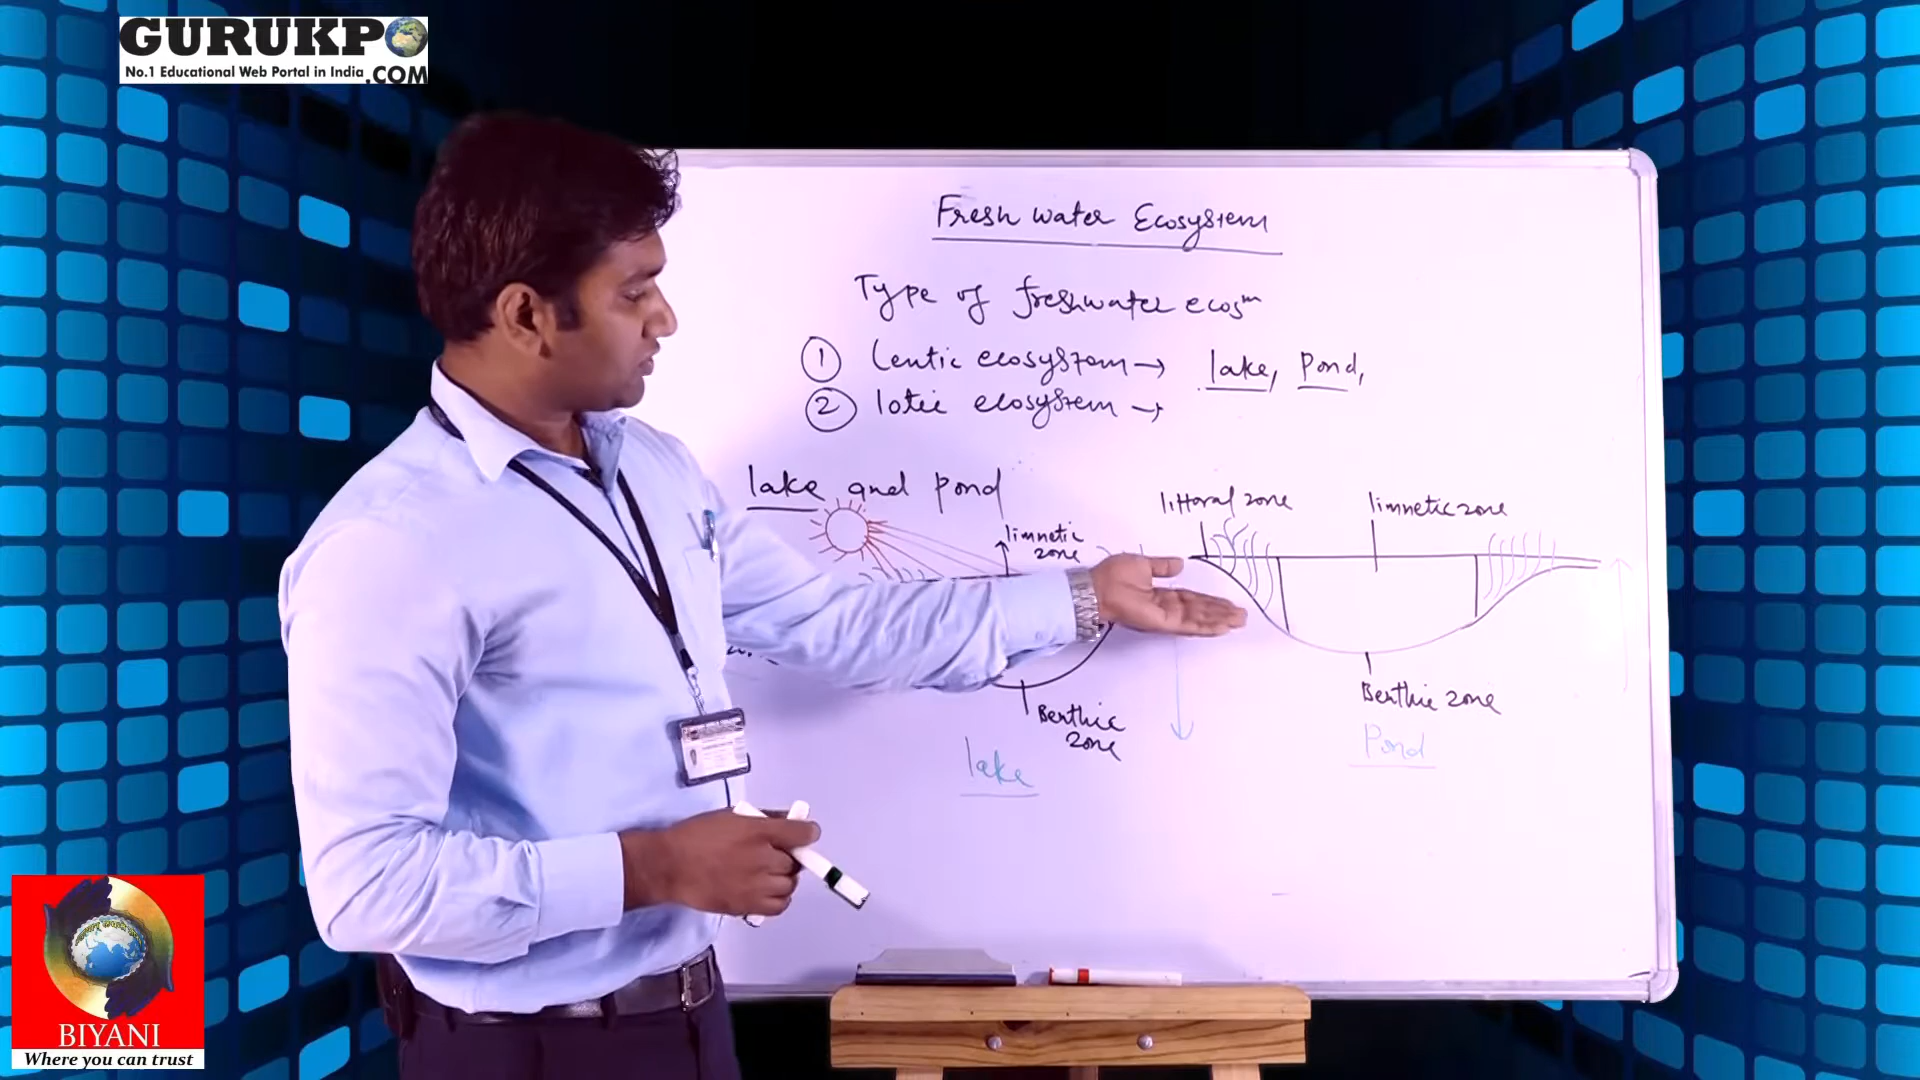 GURUKPO
No.1 Educational Web Portal in India .COM
Fresh water Ecosystem
Type of freshwater ecosm
1 Lentic ecosystem → lake, Pond,
2 lotic ecosystem →
lake and pond
limnetic
zone
Benthic
zone
lake
littoral zone
limnetic zone
Benthic zone
Pond
BIYANI
Where you can trust